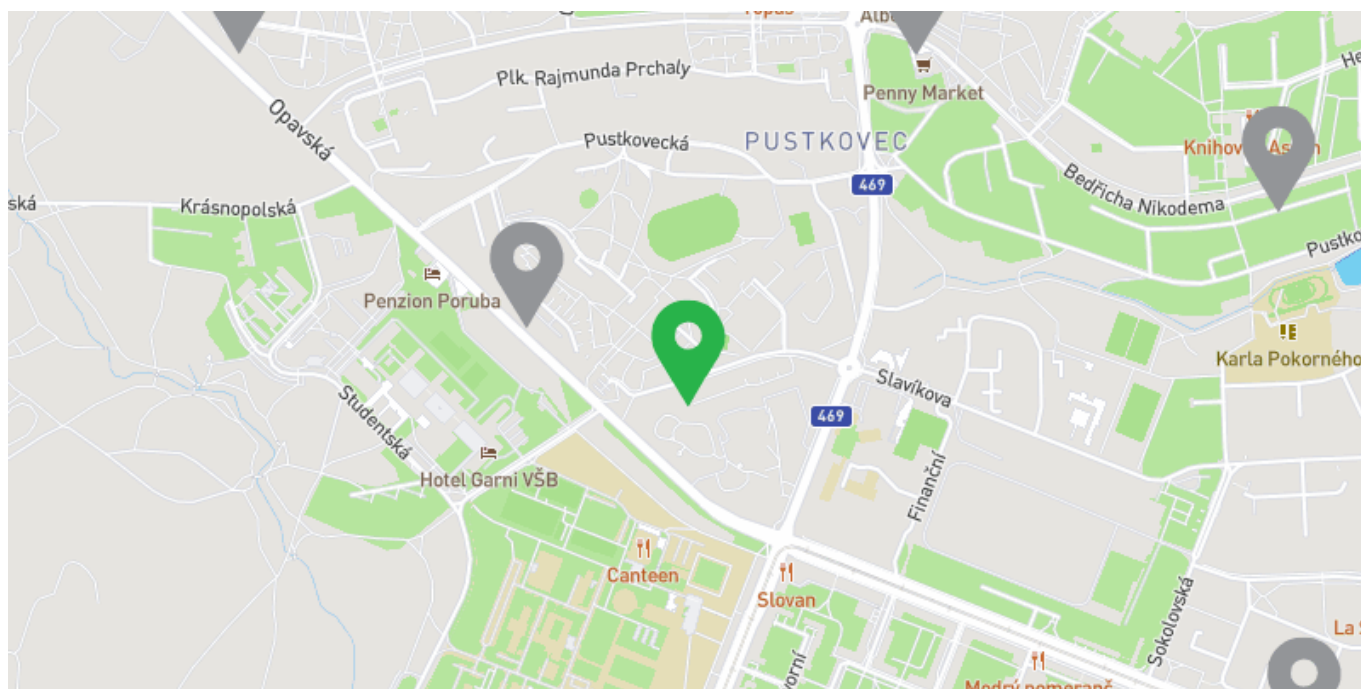 Plk. Rajmunda Prchaly
Penny Market
Opavská
Pustkovecká
PUSTKOVEC
469
Bedřicha Nikodema
ská
Krásnopolská
Penzion Poruba
Karla Pokorného
Slavíkova
469
Studentská
Hotel Garni VŠB
Finanční
Canteen
Slovan
Sokolovská